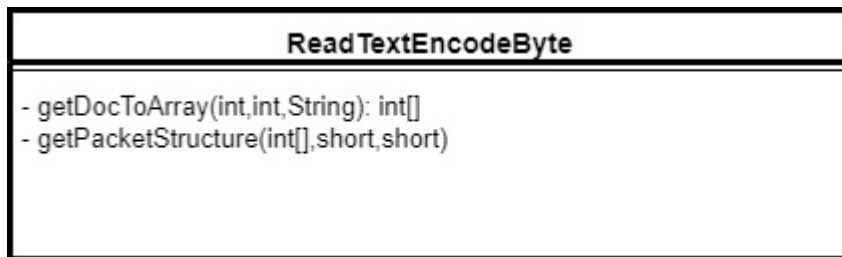 ReadTextEncodeByte
- getDocToArray(int,int,String): int[]
- getPacketStructure(int[],short,short)